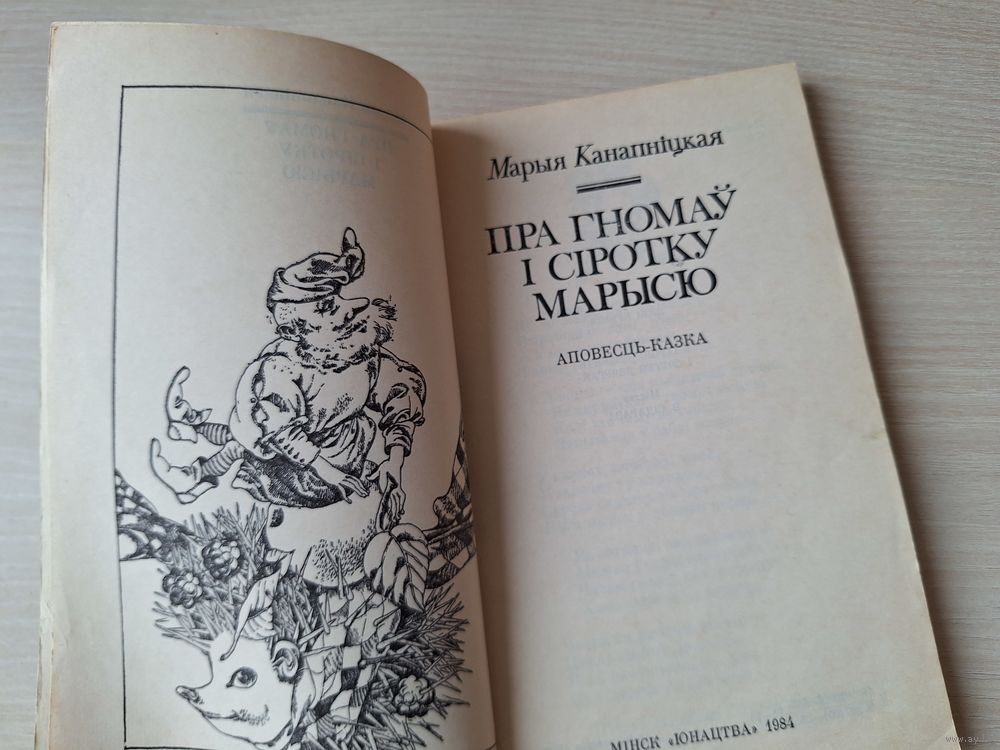 Марыя Канапніцкая
ПРА ГНОМАЎ
І СІРОТКУ
МАРЫСЮ
АПОВЕСЦЬ-КАЗКА
МІНСК «ЮНАЦТВА» 1984